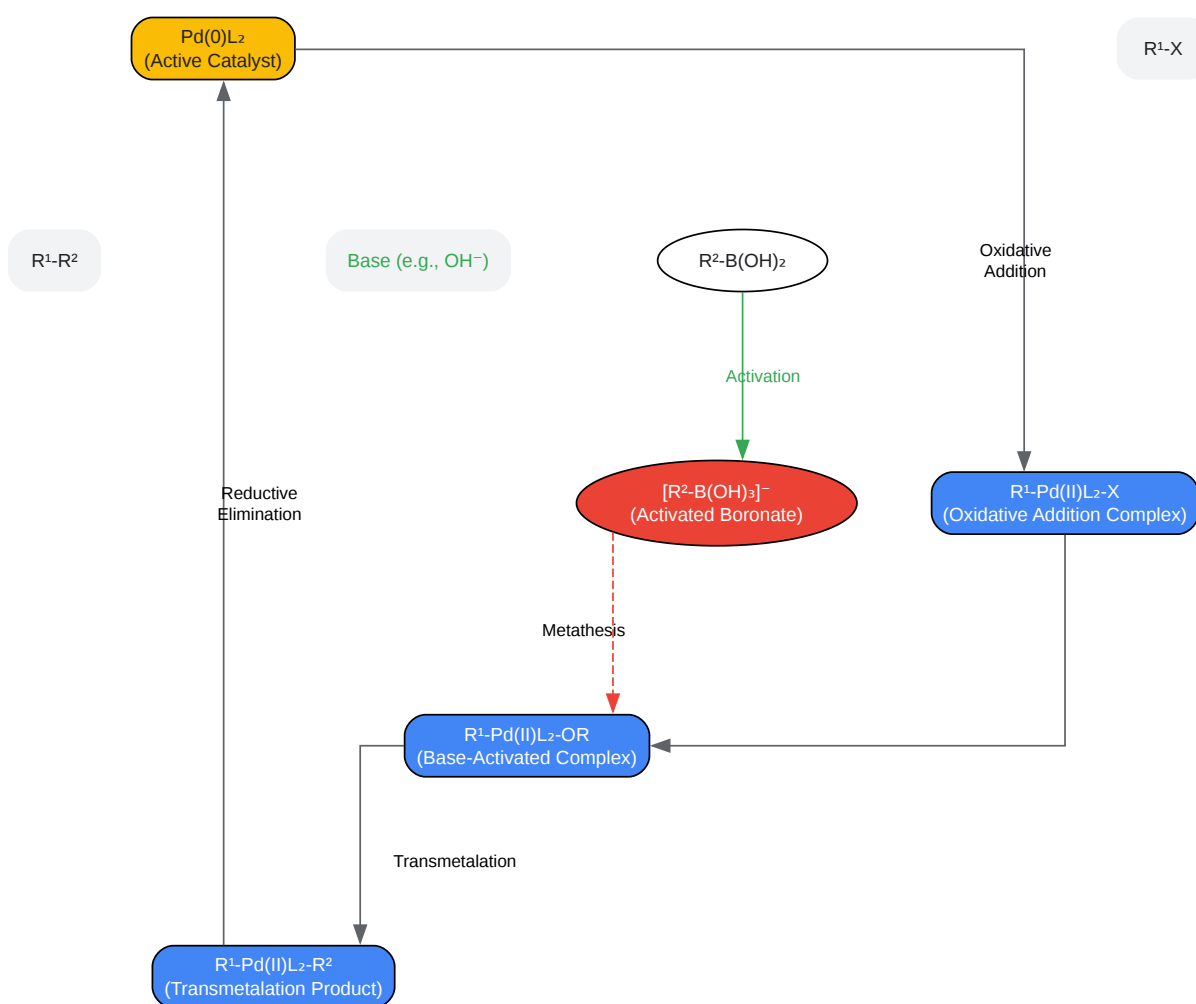 Pd(0)L₂
(Active Catalyst)
R¹-X
R¹-R²
Base (e.g., OH⁻)
R²-B(OH)₂
Oxidative
Addition
Activation
Reductive
Elimination
[R²-B(OH)₃]⁻
(Activated Boronate)
R¹-Pd(II)L₂-X
(Oxidative Addition Complex)
Metathesis
R¹-Pd(II)L₂-OR
(Base-Activated Complex)
Transmetalation
R¹-Pd(II)L₂-R²
(Transmetalation Product)